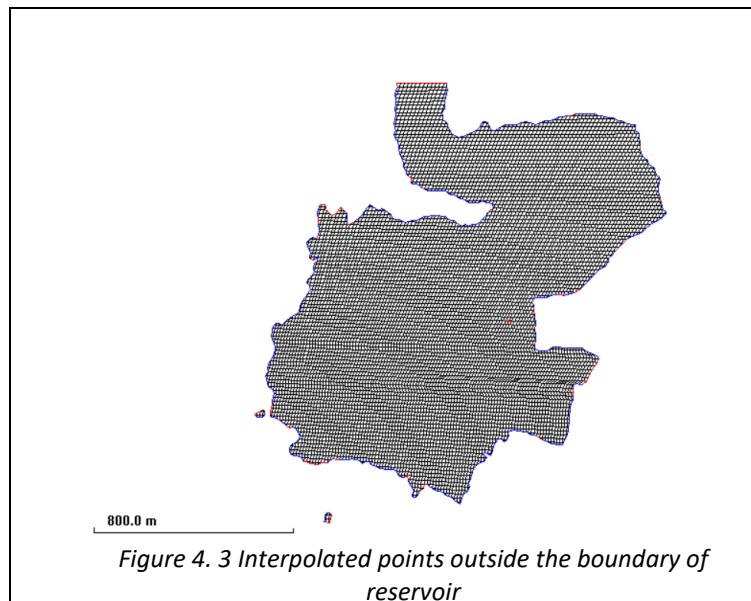 800.0 m
Figure 4. 3 Interpolated points outside the boundary of
reservoir